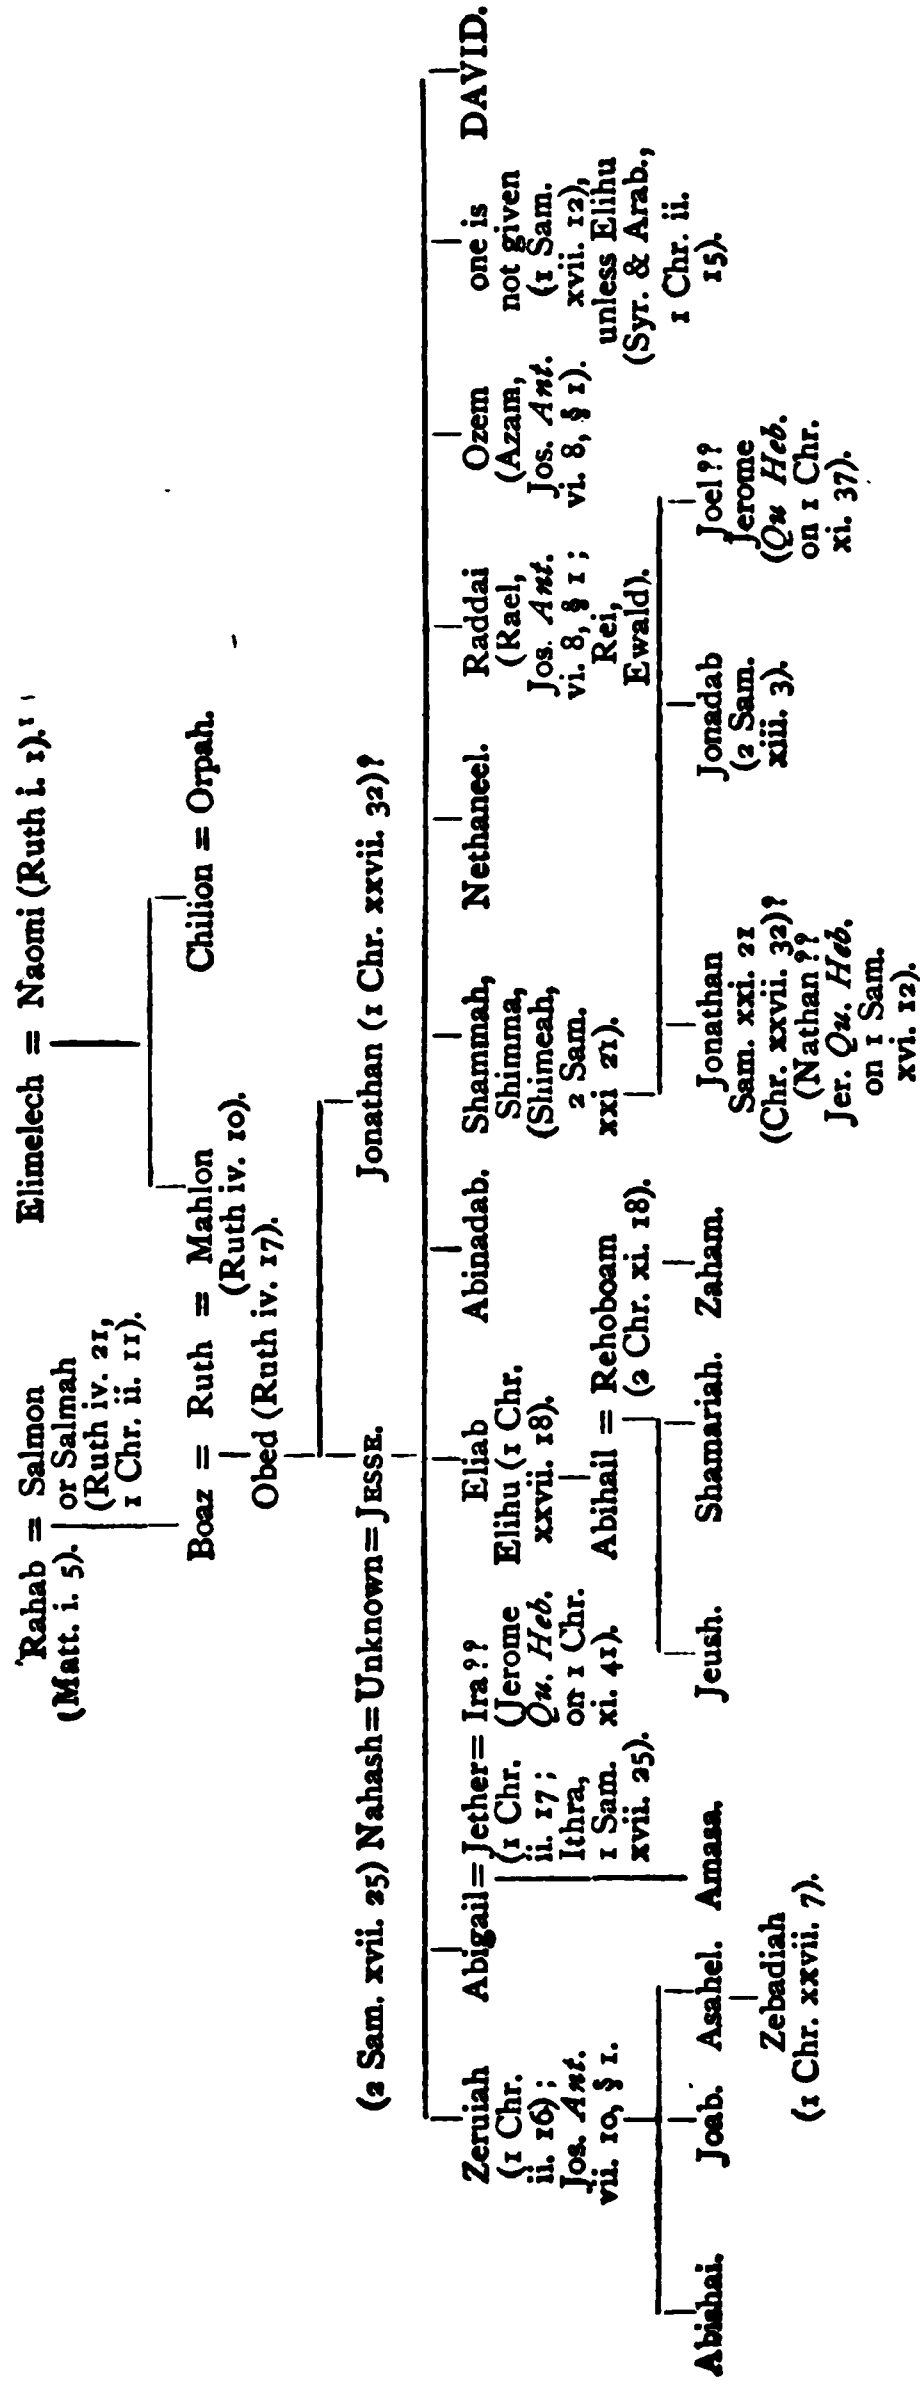 Rahab = Salmon
(Matt. i. 5). or Salmah
(Ruth iv. 21,
1 Chr. ii. 11).
Elimelech = Naomi (Ruth i. 1).¹
Boaz = Ruth = Mahlon
(Ruth iv. 10).
Chilion = Orpah.
Obed (Ruth iv. 17).
(2 Sam. xvii. 25) Nahash=Unknown=JESSE.
Jonathan (1 Chr. xxvii. 32)?
Zeruiah
(1 Chr.
ii. 16);
Jos. Ant.
vii. 10, § 1.
Abigail=Jether=Ira??
(1 Chr.
ii. 17;
Ithra,
1 Sam.
xvii. 25).
(Jerome
Qu. Heb.
on 1 Chr.
xi. 41).
Eliab
Elihu (1 Chr.
xxvii. 18).
Abihail = Rehoboam
(2 Chr. xi. 18).
Abinadab.
Shammah,
Shimma,
(Shimeah,
2 Sam.
xxi 21).
Nethaneel.
Raddai
(Rael,
Jos. Ant.
vi. 8, § 1;
Rei,
Ewald).
Ozem
(Azam,
Jos. Ant.
vi. 8, § 1).
one is
not given
(1 Sam.
xvii. 12),
unless Elihu
(Syr. & Arab.,
1 Chr. ii.
15).
DAVID.
Abishai.
Joab.
Asahel.
Zebadiah
(1 Chr. xxvii. 7).
Amasa.
Jeush.
Shamariah.
Zaham.
Jonathan
Sam. xxi. 21
(Chr. xxvii. 32)?
(Nathan??
Jer. Qu. Heb.
on 1 Sam.
xvi. 12).
Jonadab
(2 Sam.
xiii. 3).
Joel??
Jerome
(Qu Heb.
on 1 Chr.
xi. 37).